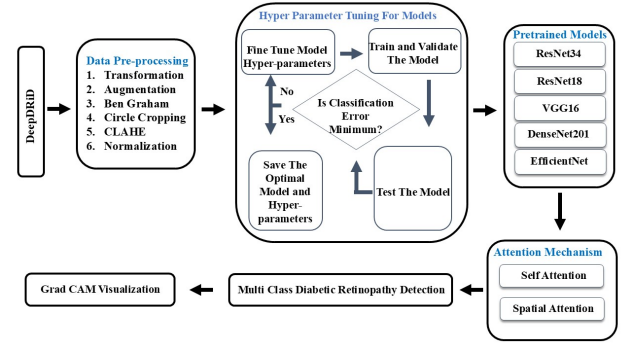 DeepDRiD
Data Pre-processing
1. Transformation
2. Augmentation
3. Ben Graham
4. Circle Cropping
5. CLAHE
6. Normalization
Hyper Parameter Tuning For Models
Fine Tune Model
Hyper-parameters
Train and Validate
The Model
No
Yes
Is Classification
Error
Minimum?
Save The
Optimal
Model and
Hyper-
parameters
Test The Model
Pretrained Models
ResNet34
ResNet18
VGG16
DenseNet201
EfficientNet
Attention Mechanism
Self Attention
Spatial Attention
Multi Class Diabetic Retinopathy Detection
Grad CAM Visualization